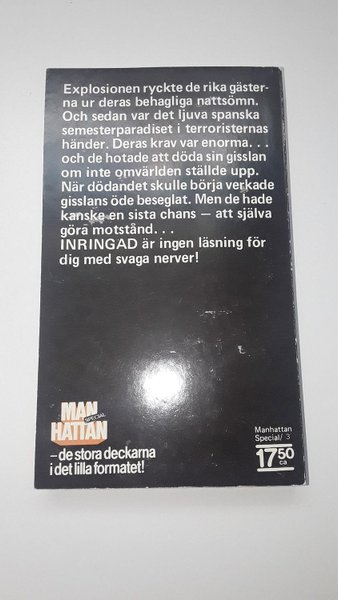 Explosionen ryckte de rika gäster-
na ur deras behagliga nattsömn.
Och sedan var det ljuva spanska
semesterparadiset i terroristernas
händer. Deras krav var enorma...
och de hotade att döda sin gisslan
om inte omvärlden ställde upp.
När dödandet skulle börja verkade
gisslans öde beseglat. Men de hade
kanske en sista chans – att själva
göra motstånd...
INRINGAD är ingen läsning för
dig med svaga nerver!
MAN
SPECIAL
HATTAN
– de stora deckarna
i det lilla formatet!
Manhattan
Special/ 3
1750
ca